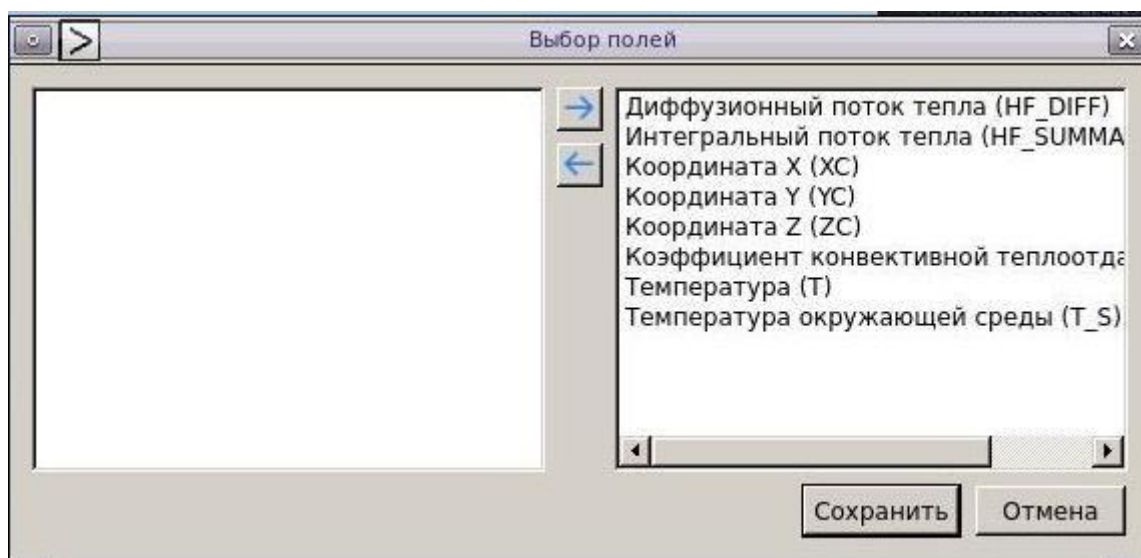 Выбор полей
Диффузионный поток тепла (HF_DIFF)
Интегральный поток тепла (HF_SUMMA
Координата X (XC)
Координата Y (YC)
Координата Z (ZC)
Коэффициент конвективной теплоотда
Температура (T)
Температура окружающей среды (T_S)
Сохранить
Отмена